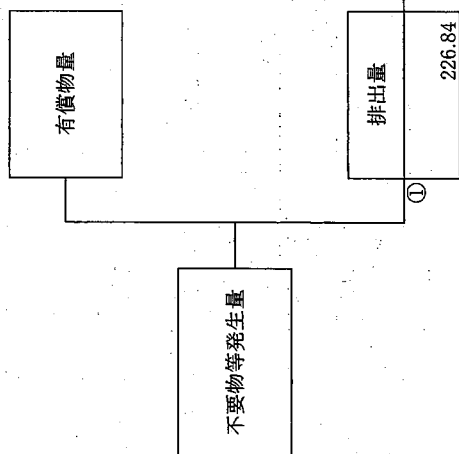 有償物量
不要物等発生量
①
排出量
226.84